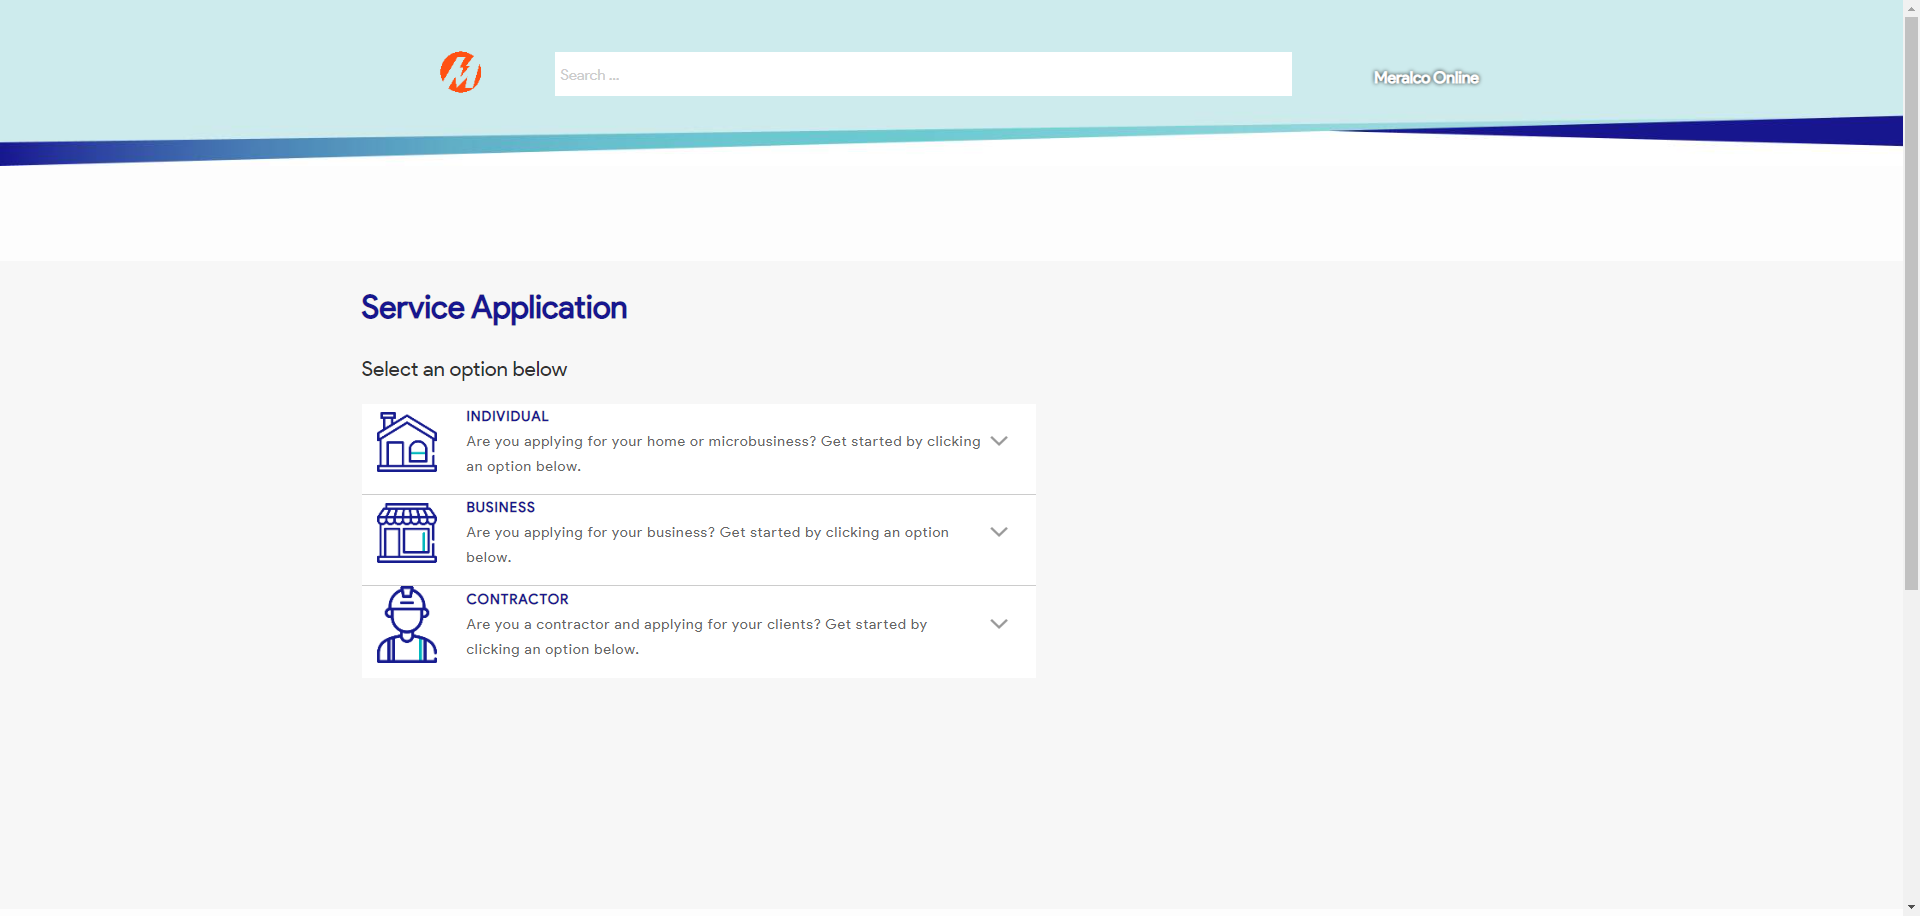 Search ...
Meralco Online
Service Application
Select an option below
INDIVIDUAL
Are you applying for your home or microbusiness? Get started by clicking
an option below.
BUSINESS
Are you applying for your business? Get started by clicking an option
below.
CONTRACTOR
Are you a contractor and applying for your clients? Get started by
clicking an option below.